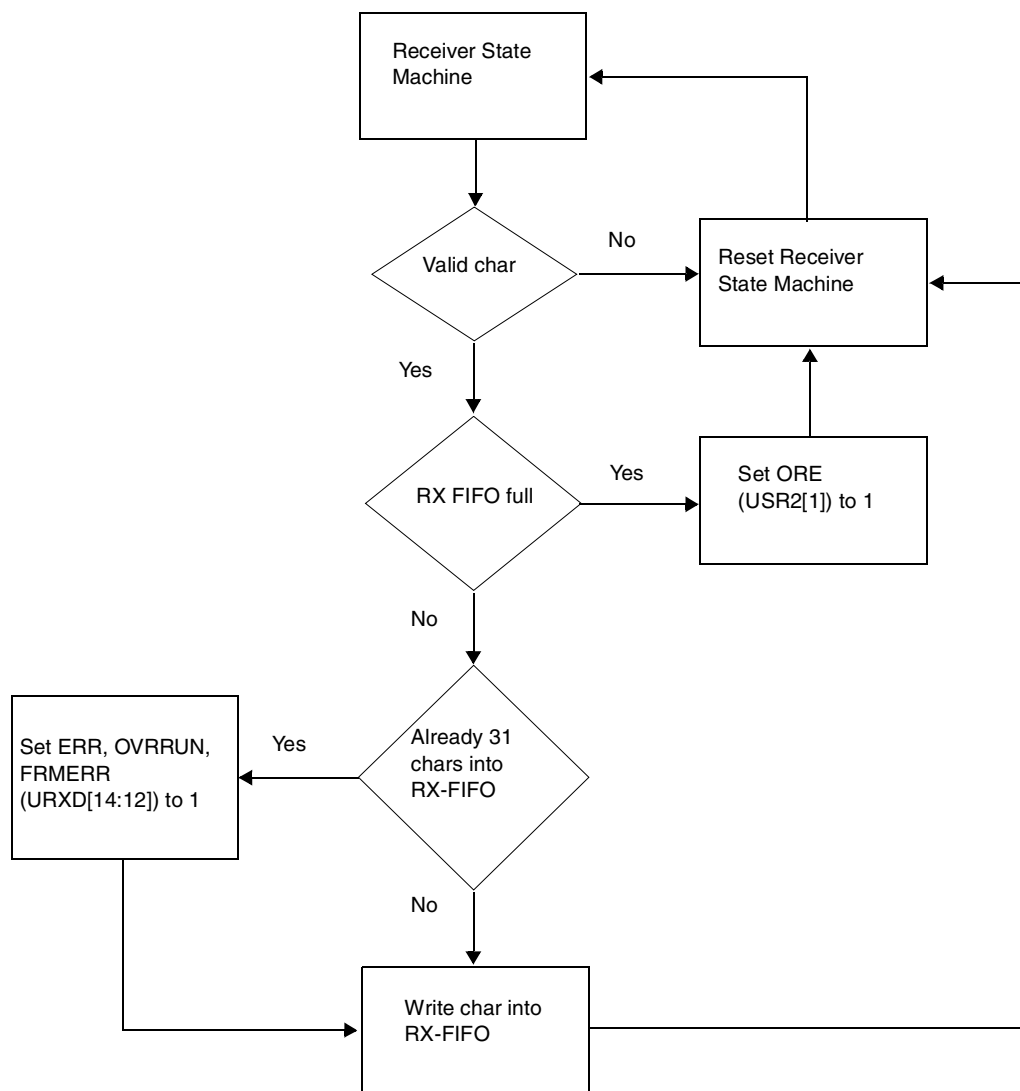 Receiver State
Machine
Valid char
No
Reset Receiver
State Machine
Yes
RX FIFO full
Yes
Set ORE
(USR2[1]) to 1
No
Set ERR, OVRRUN,
FRMERR
(URXD[14:12]) to 1
Yes
Already 31
chars into
RX-FIFO
No
Write char into
RX-FIFO